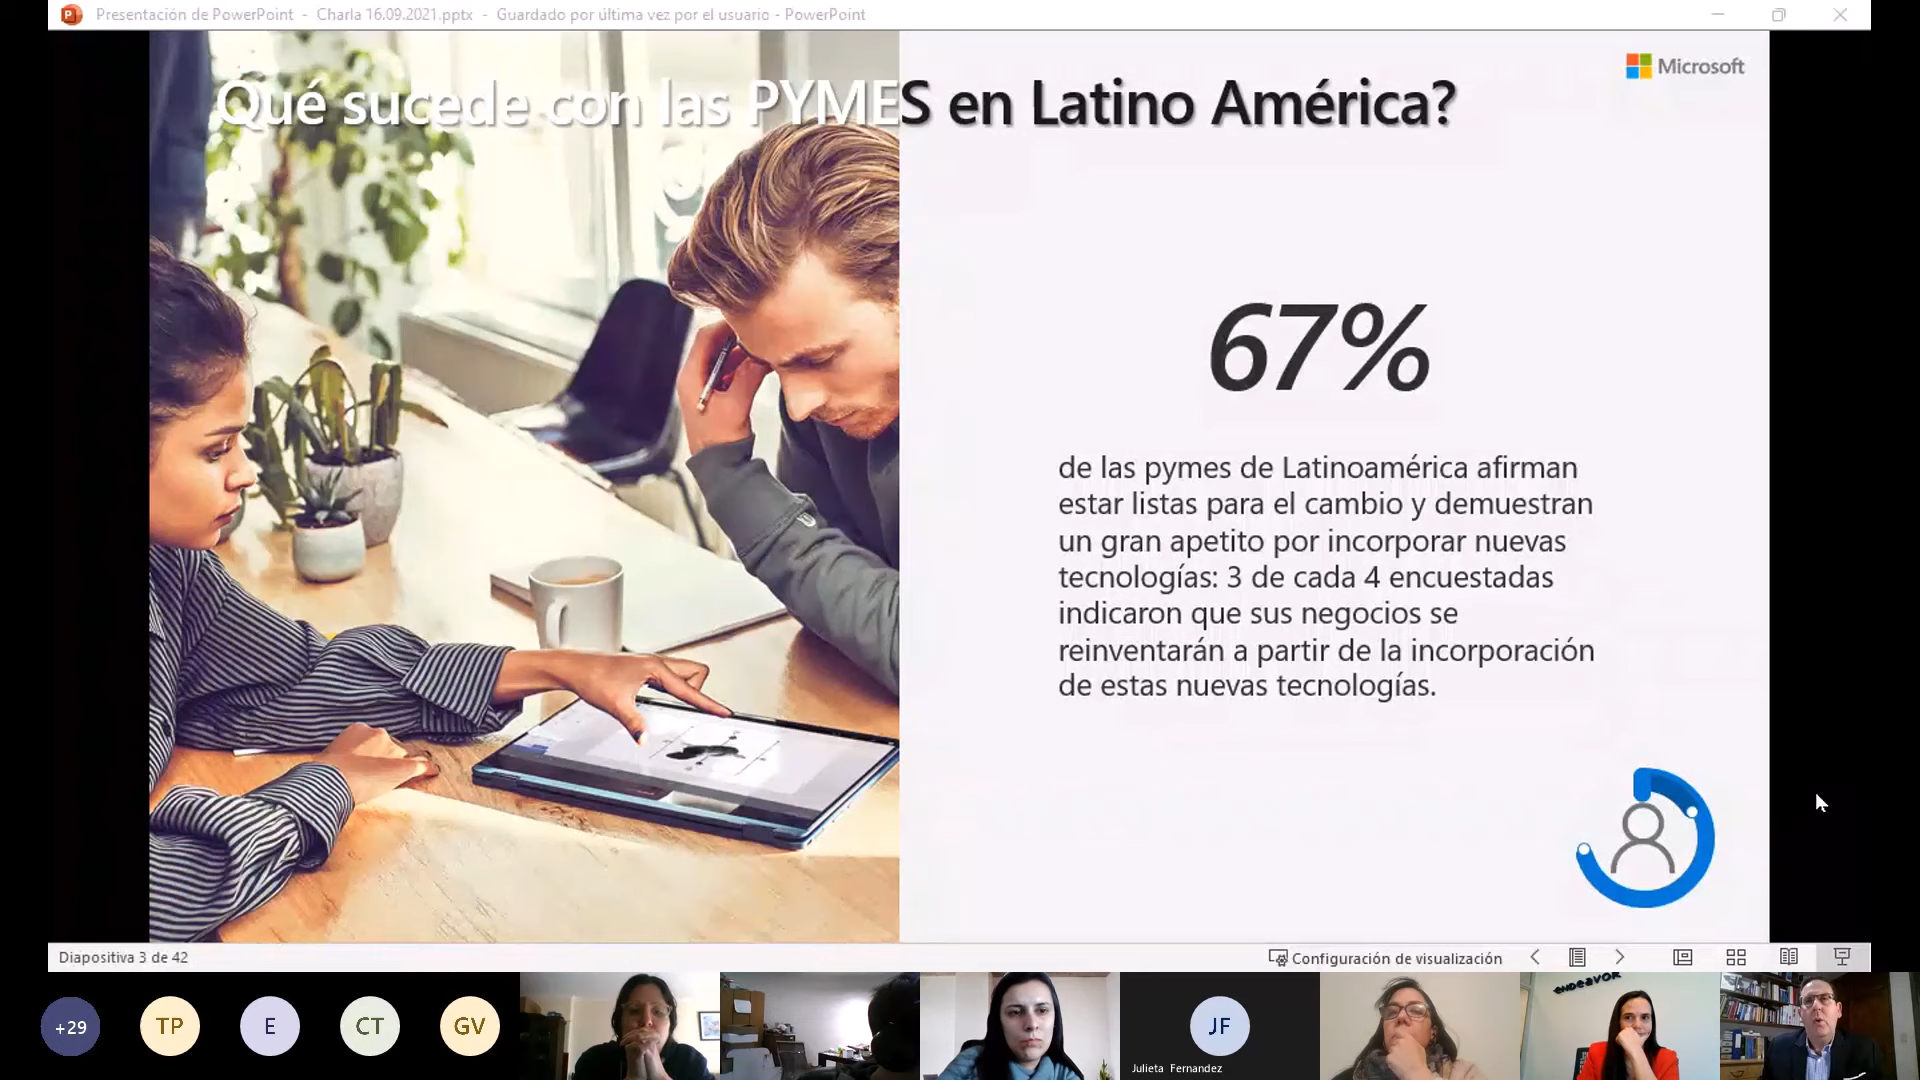 Presentación de PowerPoint - Charla 16.09.2021.pptx - Guardado por última vez por el usuario - PowerPoint
Microsoft
Qué sucede con las PYMES en Latino América?
67%
de las pymes de Latinoamérica afirman
estar listas para el cambio y demuestran
un gran apetito por incorporar nuevas
tecnologías: 3 de cada 4 encuestadas
indicaron que sus negocios se
reinventarán a partir de la incorporación
de estas nuevas tecnologías.
Diapositiva 3 de 42
Configuración de visualización
+29
TP
E
CT
GV
JF
Julieta Fernandez
enDeavor